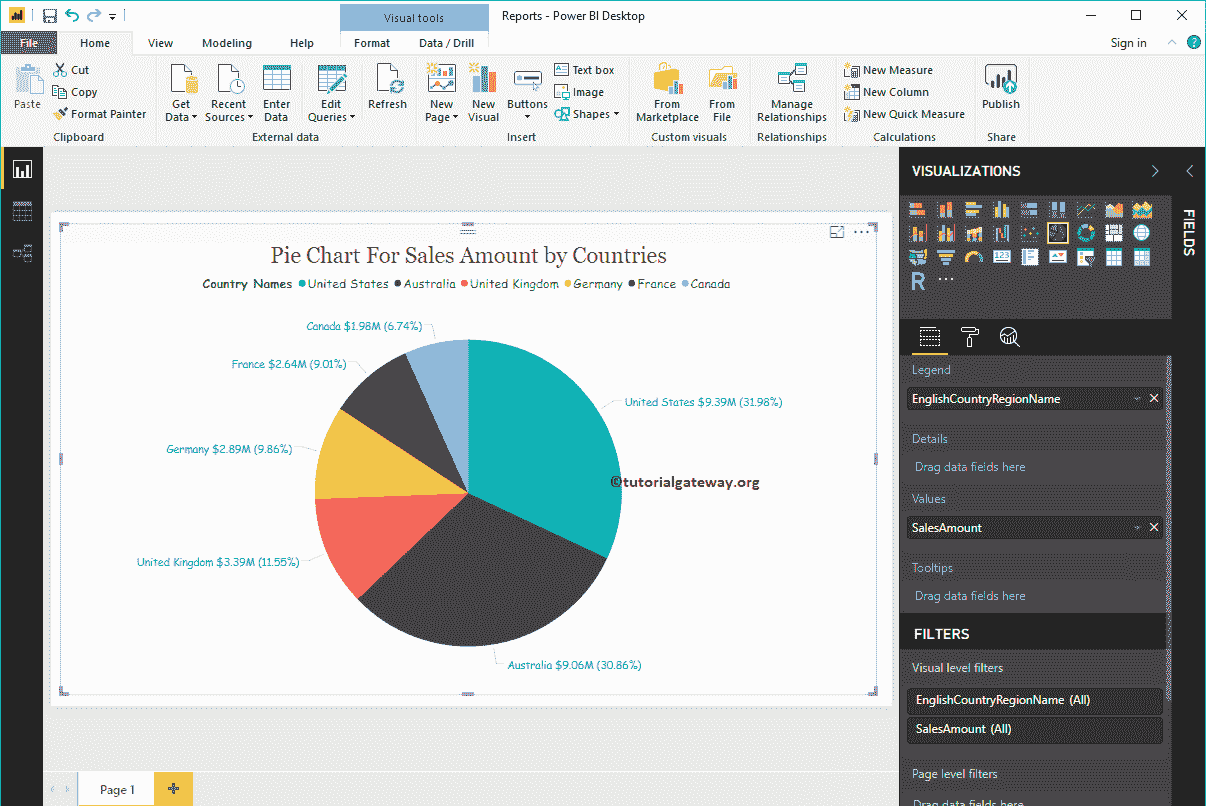 Visual tools
Reports - Power BI Desktop
File
Home
View
Modeling
Help
Format
Data / Drill
Sign in
?
Paste
Cut
Copy
Format Painter
Clipboard
Get Data
Recent Sources
Enter Data
Edit Queries
External data
Refresh
New Page
New Visual
Buttons
Text box
Image
Shapes
Insert
From Marketplace
From File
Custom visuals
Manage Relationships
Relationships
New Measure
New Column
New Quick Measure
Calculations
Publish
Share
Pie Chart For Sales Amount by Countries
Country Names United States Australia United Kingdom Germany France Canada
Canada $1.98M (6.74%)
France $2.64M (9.01%)
United States $9.39M (31.98%)
Germany $2.89M (9.86%)
©tutorialgateway.org
United Kingdom $3.39M (11.55%)
Australia $9.06M (30.86%)
Page 1
VISUALIZATIONS
FIELDS
123
R
Legend
EnglishCountryRegionName
Details
Drag data fields here
Values
SalesAmount
Tooltips
Drag data fields here
FILTERS
Visual level filters
EnglishCountryRegionName (All)
SalesAmount (All)
Page level filters
Drag data fields here